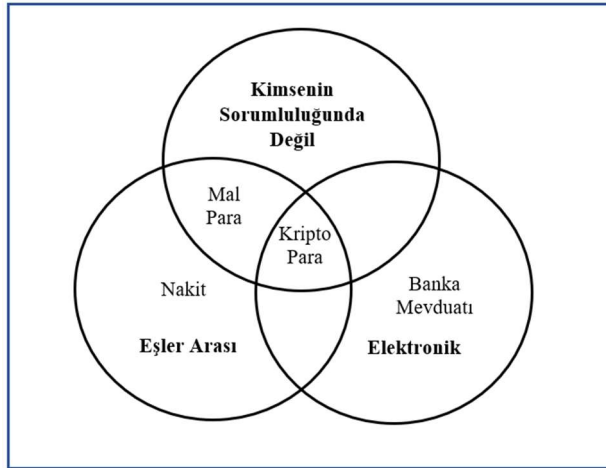 Kimsenin
Sorumluluğunda
Değil
Mal
Para
Kripto
Para
Nakit
Banka
Mevduatı
Eşler Arası
Elektronik